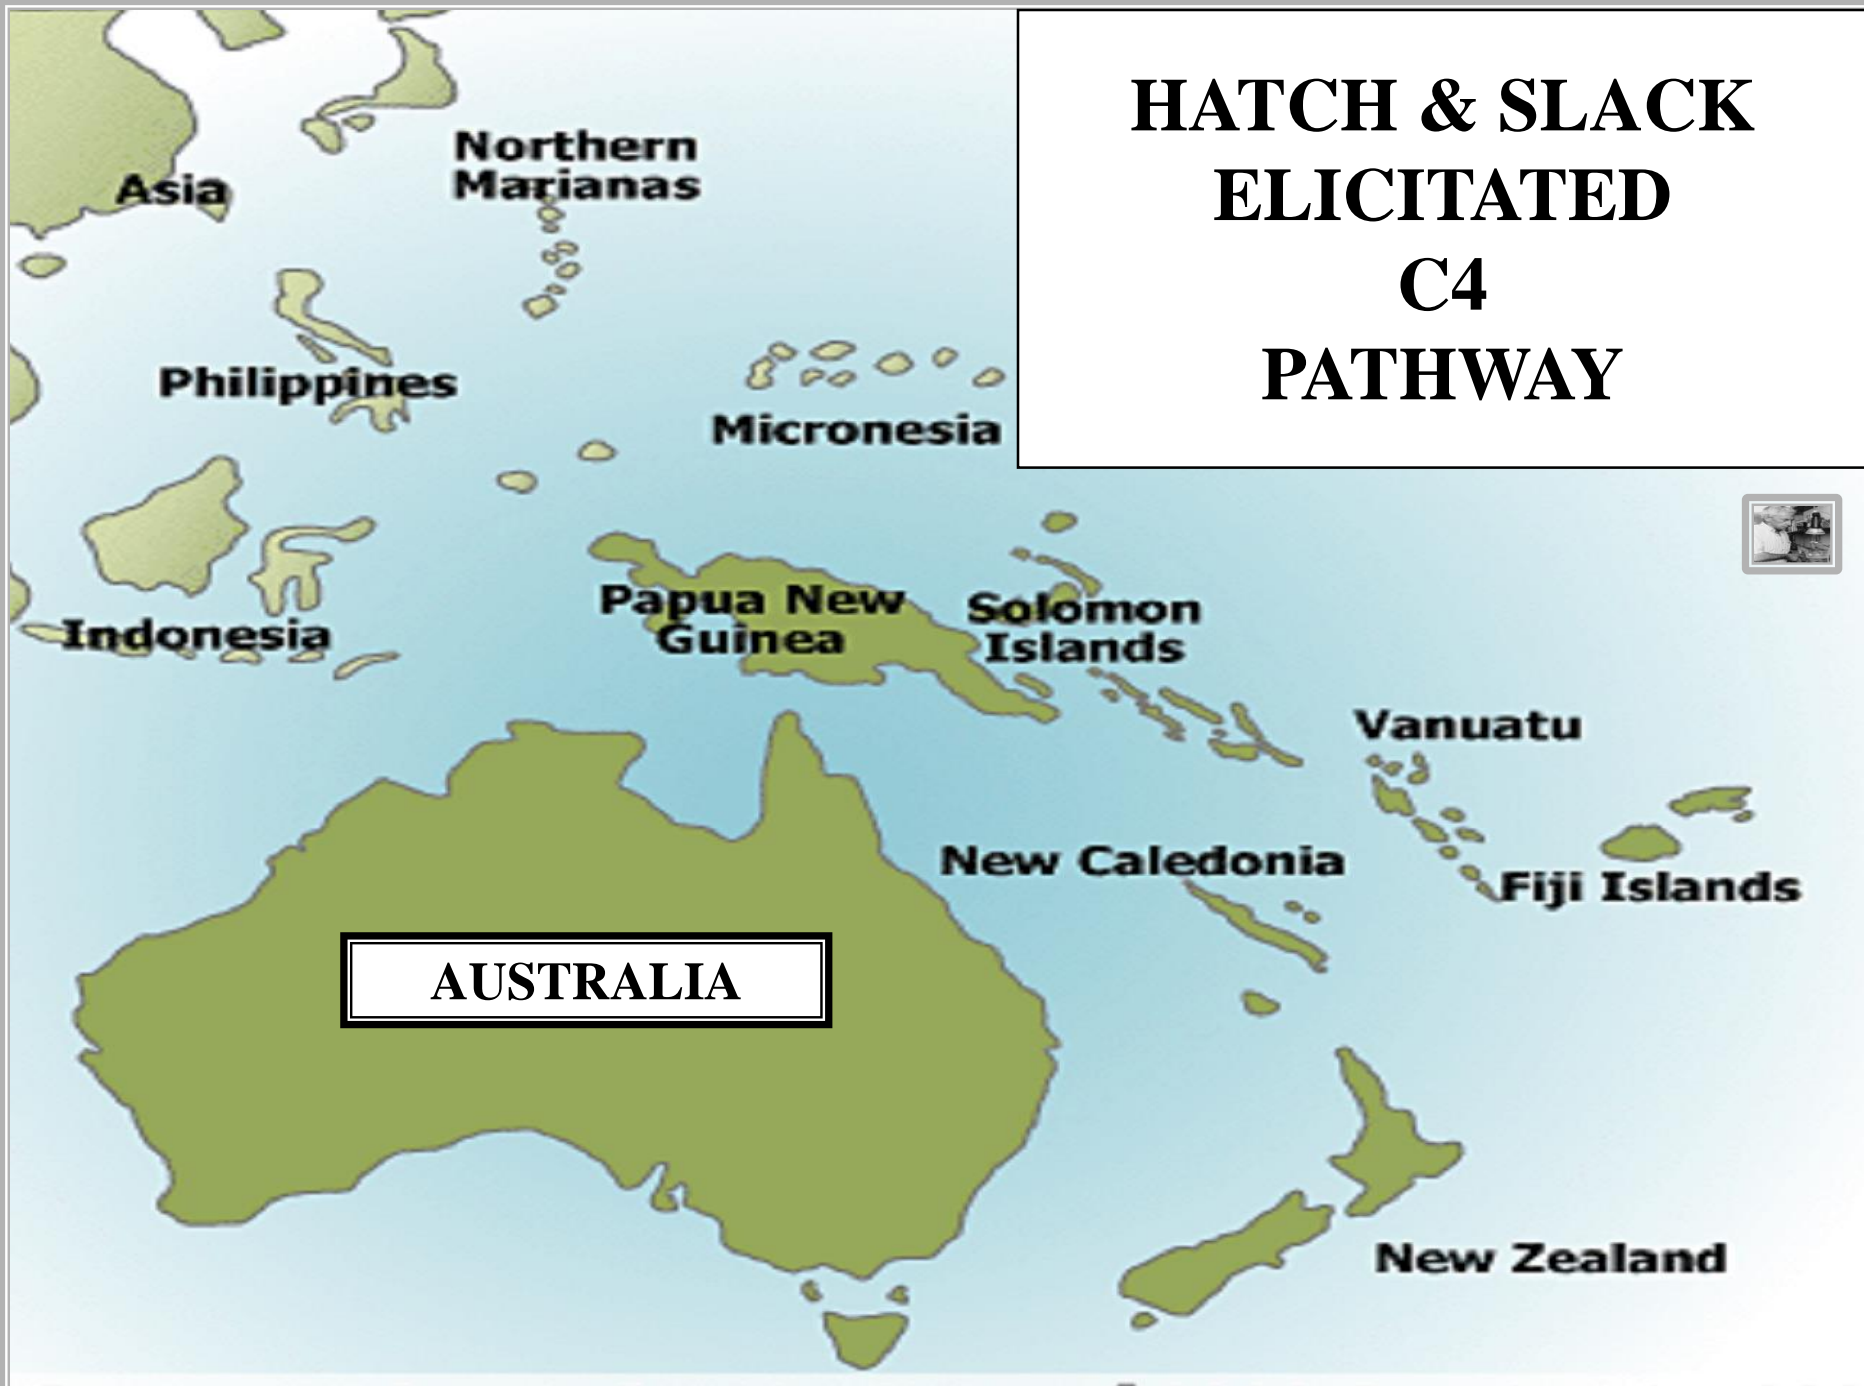 HATCH & SLACK
ELICITATED
C4
PATHWAY
Northern
Marianas
Asia
Philippines
Micronesia
Papua New
Guinea
Solomon
Islands
Indonesia
Vanuatu
New Caledonia
Fiji Islands
AUSTRALIA
New Zealand